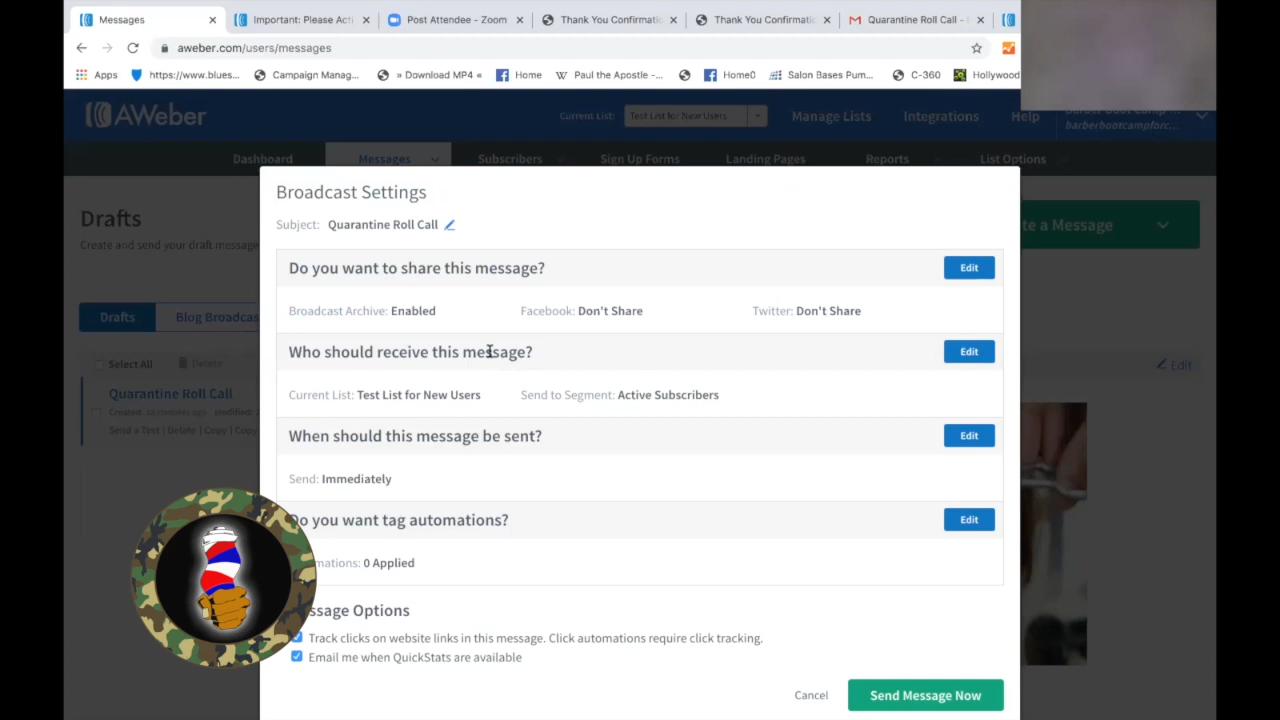 Messages
Important: Please Acti
Post Attendee - Zoom
Thank You Confirmatio
Thank You Confirmatio
Quarantine Roll Call -
aweber.com/users/messages
Apps
https://www.blues...
Campaign Manag...
» Download MP4 «
Home
Paul the Apostle -...
Home0
Salon Bases Pum...
C-360
Hollywood
AWeber
Current List:
Test List for New Users
Manage Lists
Integrations
Help
barberbootcampforc...
Dashboard
Messages
Subscribers
Sign Up Forms
Landing Pages
Reports
List Options
Drafts
Create and send your draft message
te a Message
Drafts
Blog Broadcas
Select All
Delete
Edit
Quarantine Roll Call
Send a Test | Delete | Copy | Copy
Broadcast Settings
Subject: Quarantine Roll Call
Do you want to share this message?
Edit
Broadcast Archive: Enabled
Facebook: Don't Share
Twitter: Don't Share
Who should receive this message?
Edit
Current List: Test List for New Users
Send to Segment: Active Subscribers
When should this message be sent?
Edit
Send: Immediately
Do you want tag automations?
Edit
mations: 0 Applied
ssage Options
Track clicks on website links in this message. Click automations require click tracking.
Email me when QuickStats are available
Cancel
Send Message Now